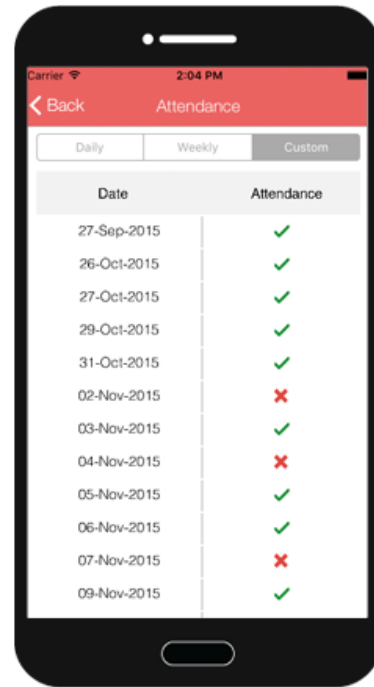 Carrier 2:04 PM
Back Attendance
Daily Weekly Custom
Date Attendance
27-Sep-2015
26-Oct-2015
27-Oct-2015
29-Oct-2015
31-Oct-2015
02-Nov-2015
03-Nov-2015
04-Nov-2015
05-Nov-2015
06-Nov-2015
07-Nov-2015
09-Nov-2015